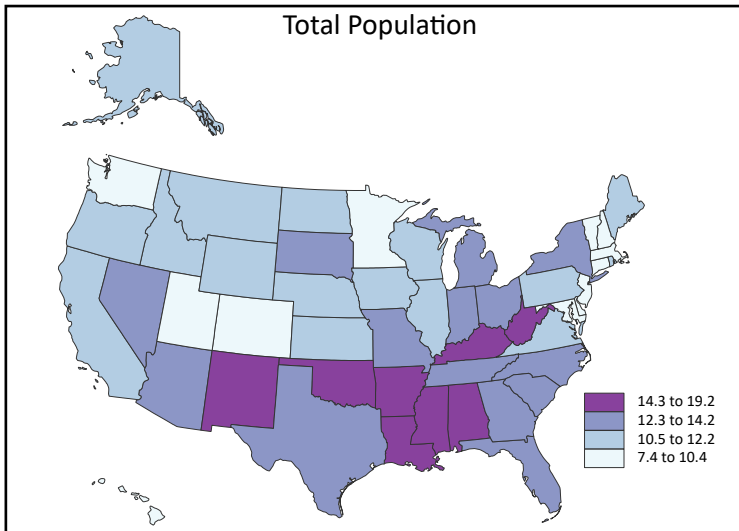 Total Population
14.3 to 19.2
12.3 to 14.2
10.5 to 12.2
7.4 to 10.4